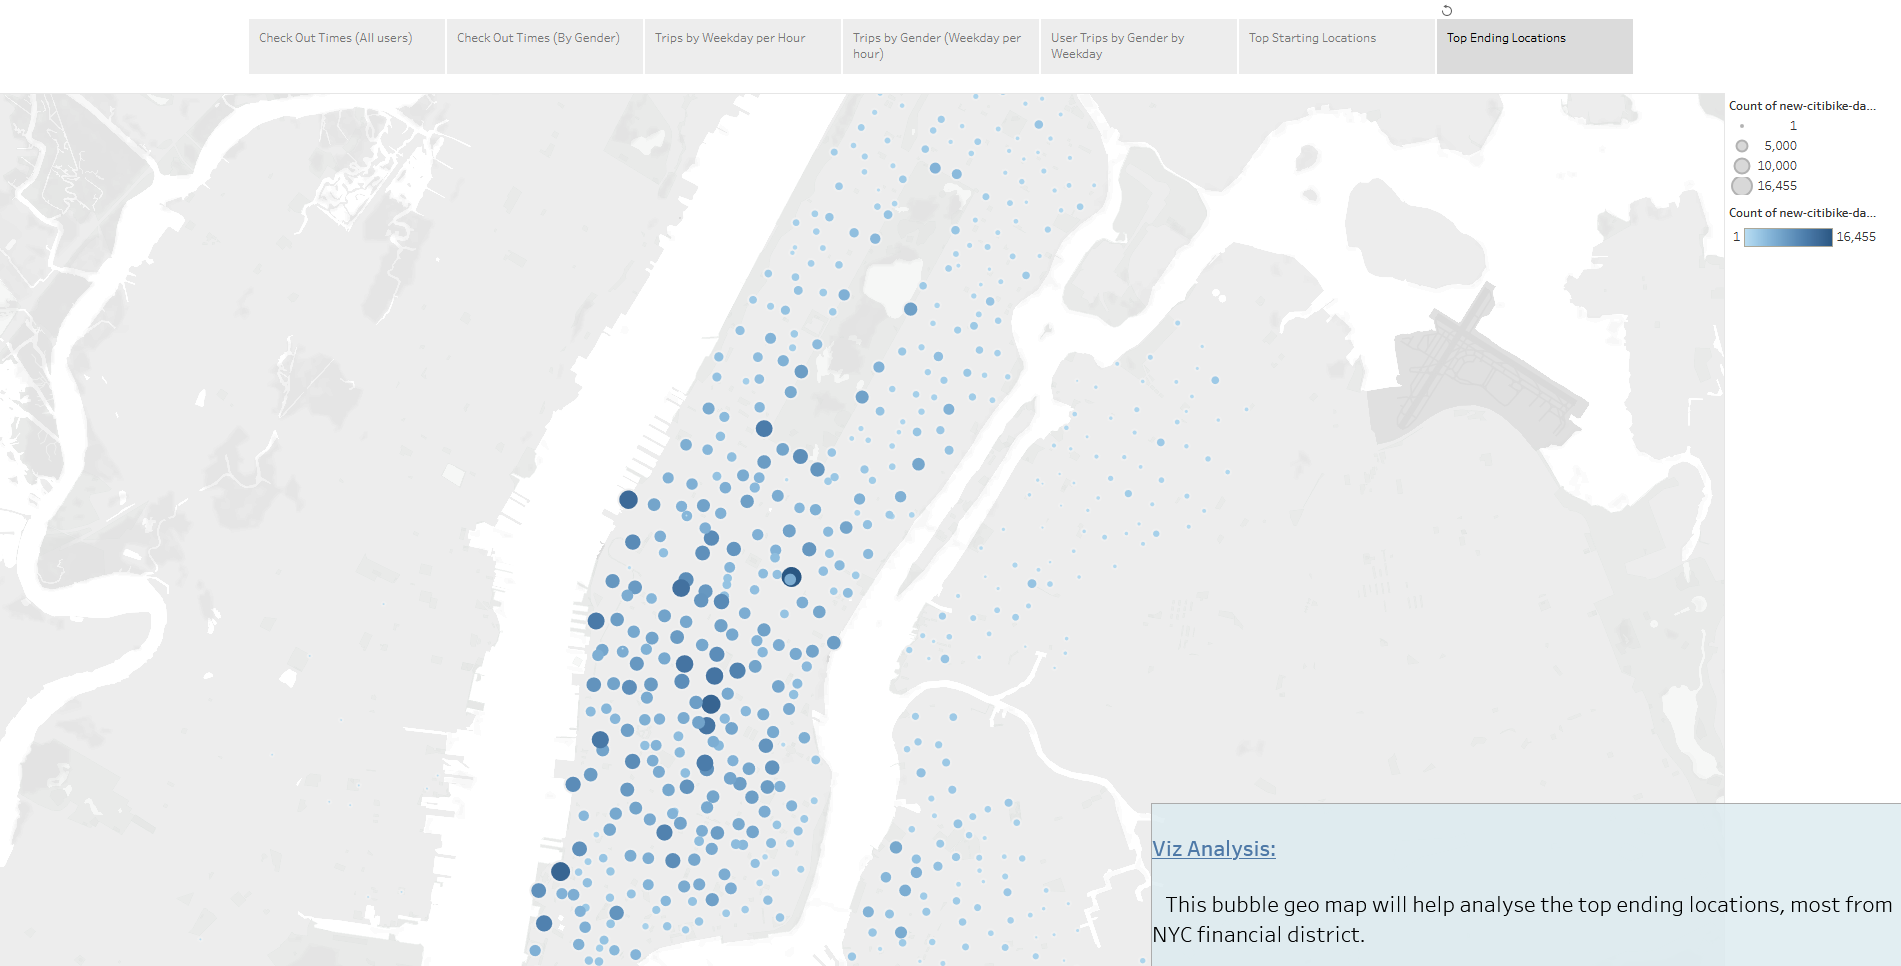 Check Out Times (All users)
Check Out Times (By Gender)
Trips by Weekday per Hour
Trips by Gender (Weekday per
hour)
User Trips by Gender by
Weekday
Top Starting Locations
Top Ending Locations
Count of new-citibike-da...
1
5,000
10,000
16,455
Count of new-citibike-da...
1 16,455
Viz Analysis:
This bubble geo map will help analyse the top ending locations, most from
NYC financial district.